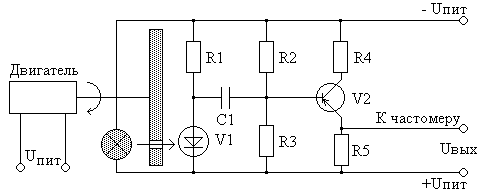 - Uпит
R1
R2
R4
Двигатель
V2
C1
К частомеру
V1
R3
Uпит
R5
Uвых
+Uпит